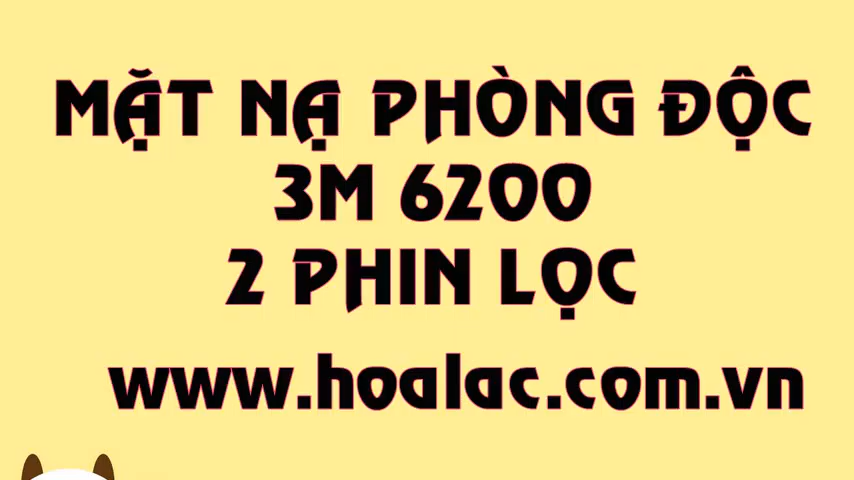 MẶT NẠ PHÒNG ĐỘC
3M 6200
2 PHIN LỌC
www.hoalac.com.vn